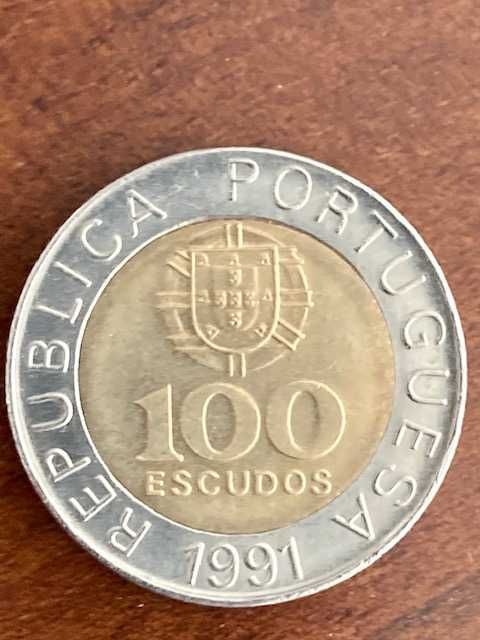 REPUBLICA PORTUGUESA
100
ESCUDOS
1991